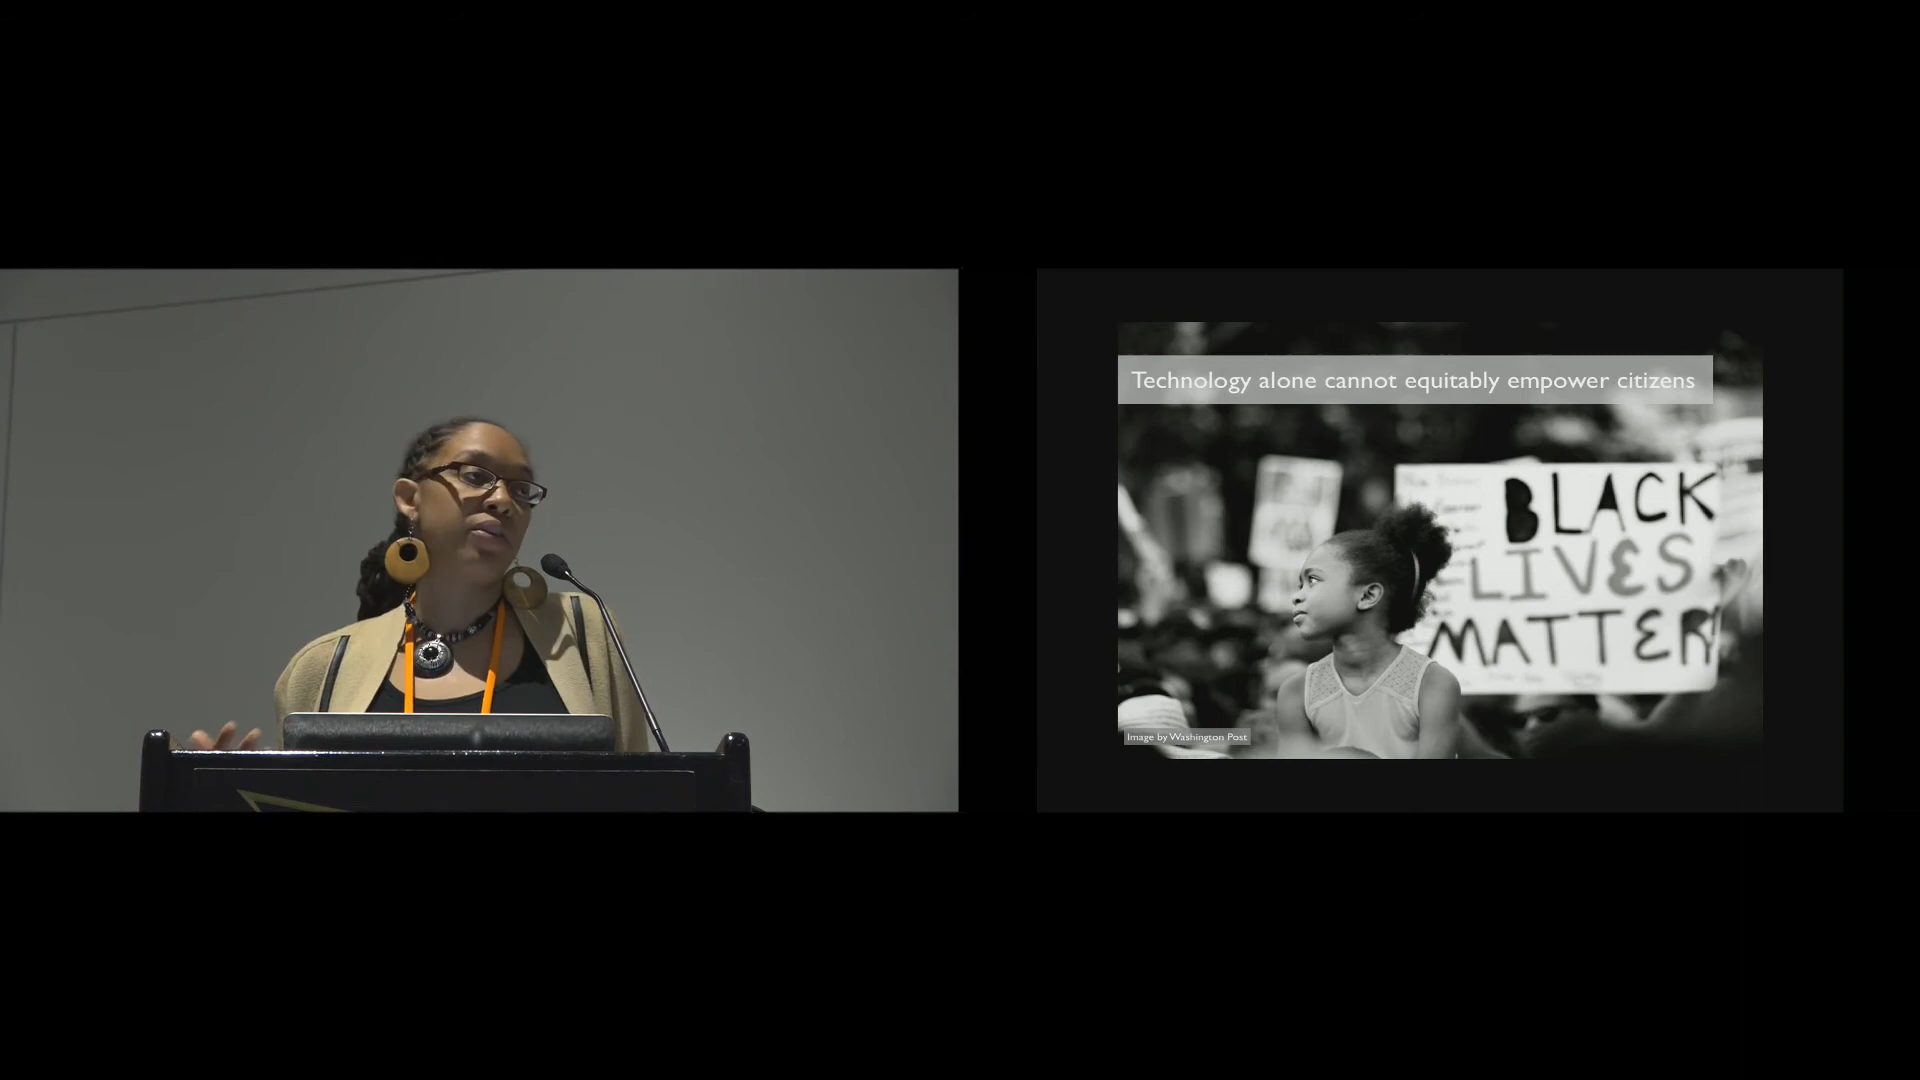 Technology alone cannot equitably empower citizens
BLACK
LIVES
MATTER
Image by Washington Post